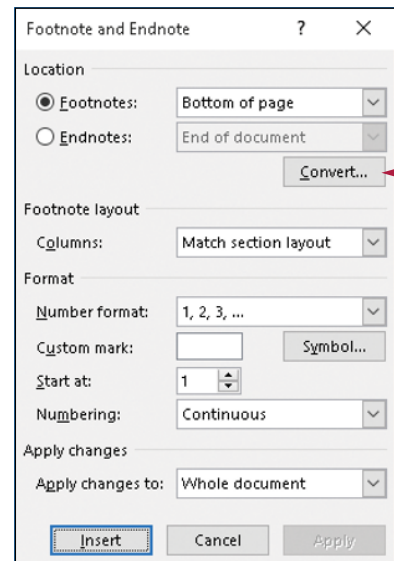 Footnote and Endnote ? ×
Location
Footnotes: Bottom of page
Endnotes: End of document
Convert...
Footnote layout
Columns: Match section layout
Format
Number format: 1, 2, 3, ...
Custom mark: Symbol...
Start at: 1
Numbering: Continuous
Apply changes
Apply changes to: Whole document
Insert Cancel Apply